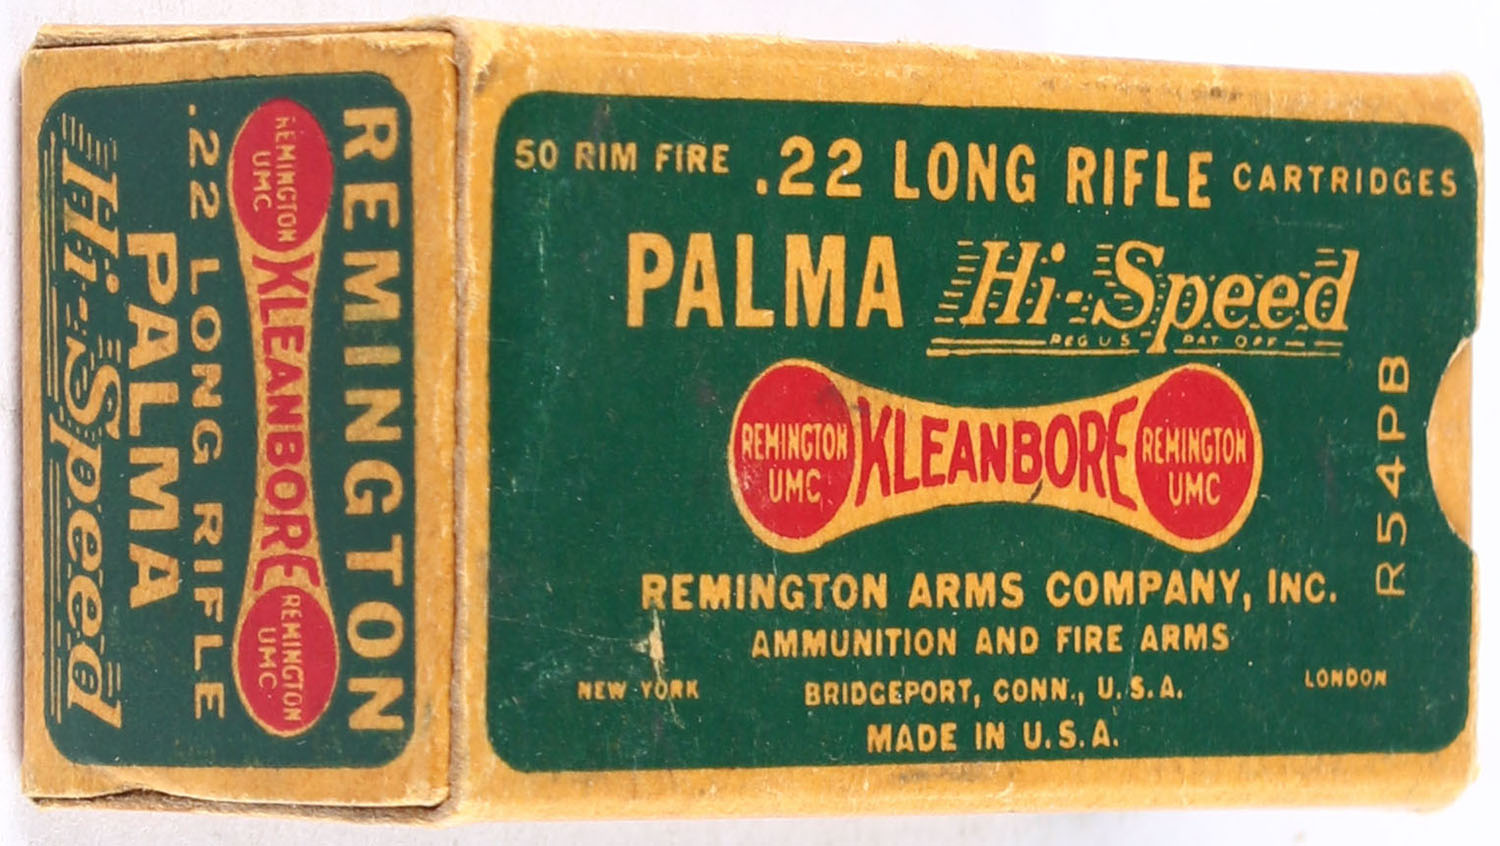 REMINGTON
REMINGTON
UMC
KLEANBORE
REMINGTON
UMC
.22 LONG RIFLE
PALMA
Hi-Speed
50 RIM FIRE .22 LONG RIFLE CARTRIDGES
PALMA Hi-Speed
REG U S PAT OFF
REMINGTON
UMC
KLEANBORE
REMINGTON
UMC
R54PB
REMINGTON ARMS COMPANY, INC.
AMMUNITION AND FIRE ARMS
NEW YORK BRIDGEPORT, CONN., U.S.A. LONDON
MADE IN U.S.A.